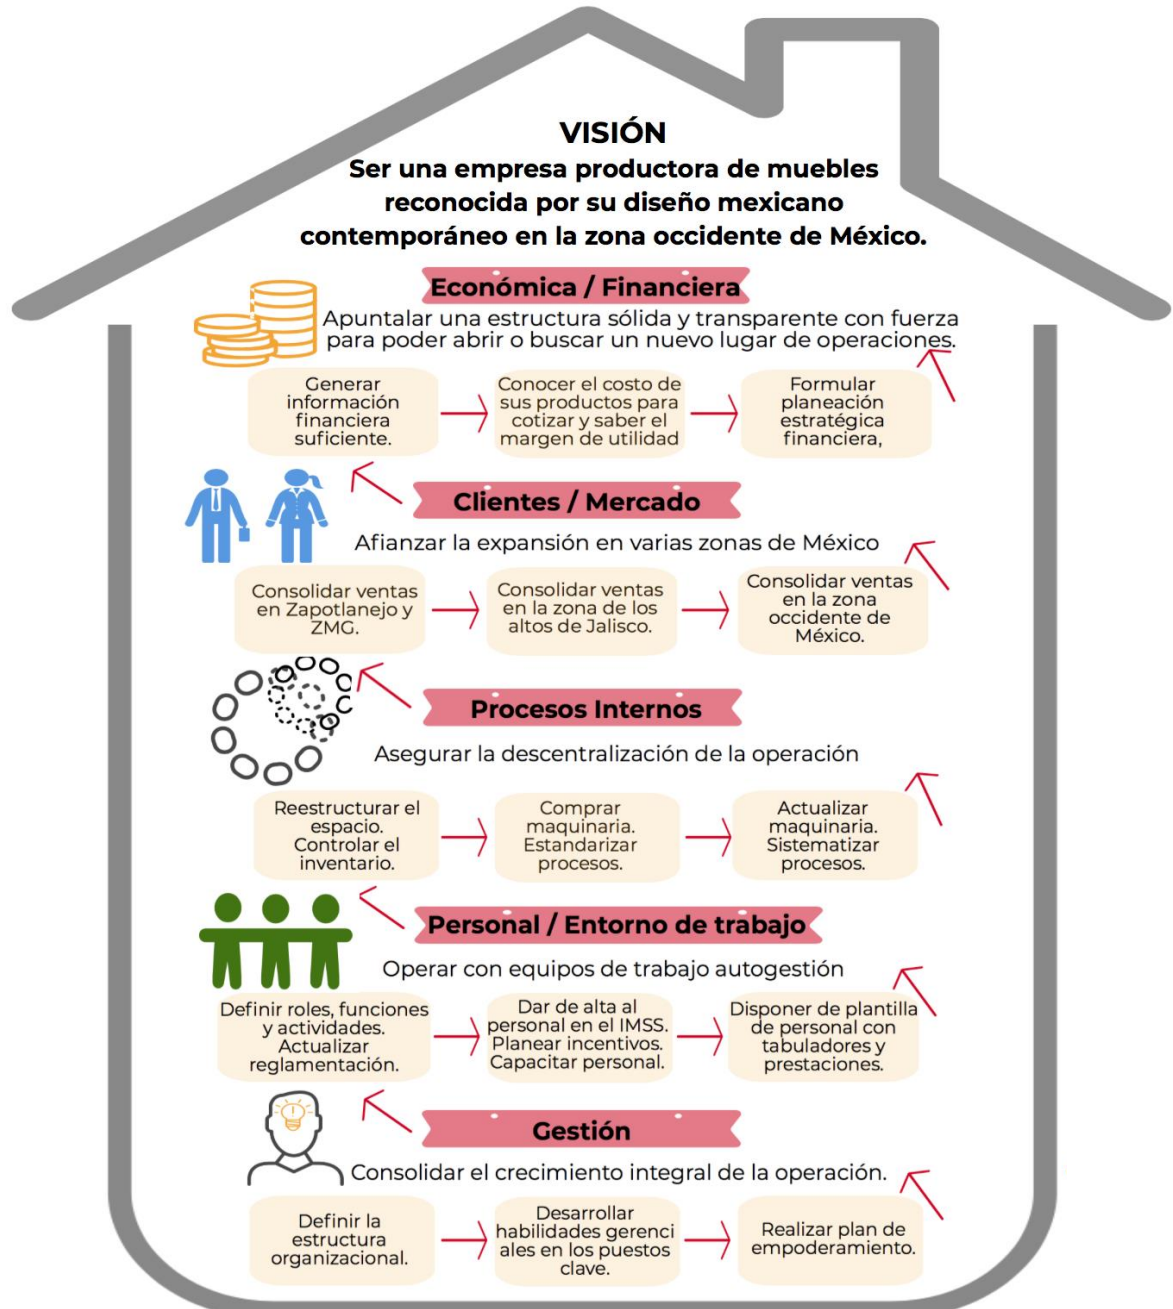 VISIÓN
Ser una empresa productora de muebles
reconocida por su diseño mexicano
contemporáneo en la zona occidente de México.
Económica / Financiera
Apuntalar una estructura sólida y transparente con fuerza
para poder abrir o buscar un nuevo lugar de operaciones.
Generar
información
financiera
suficiente.
Conocer el costo de
sus productos para
cotizar y saber el
margen de utilidad
Formular
planeación
estratégica
financiera,
Clientes / Mercado
Afianzar la expansión en varias zonas de México
Consolidar ventas
en Zapotlanejo y
ZMG.
Consolidar ventas
en la zona de los
altos de Jalisco.
Consolidar ventas
en la zona
occidente de
México.
Procesos Internos
Asegurar la descentralización de la operación
Reestructurar el
espacio.
Controlar el
inventario.
Comprar
maquinaria.
Estandarizar
procesos.
Actualizar
maquinaria.
Sistematizar
procesos.
Personal / Entorno de trabajo
Operar con equipos de trabajo autogestión
Definir roles, funciones
y actividades.
Actualizar
reglamentación.
Dar de alta al
personal en el IMSS.
Planear incentivos.
Capacitar personal.
Disponer de plantilla
de personal con
tabuladores y
prestaciones.
Gestión
Consolidar el crecimiento integral de la operación.
Definir la
estructura
organizacional.
Desarrollar
habilidades gerenci
ales en los puestos
clave.
Realizar plan de
empoderamiento.